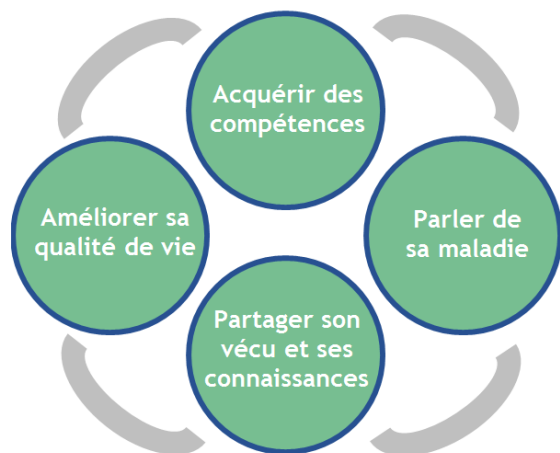 Acquérir des
compétences
Améliorer sa
qualité de vie
Parler de
sa maladie
Partager son
vécu et ses
connaissances